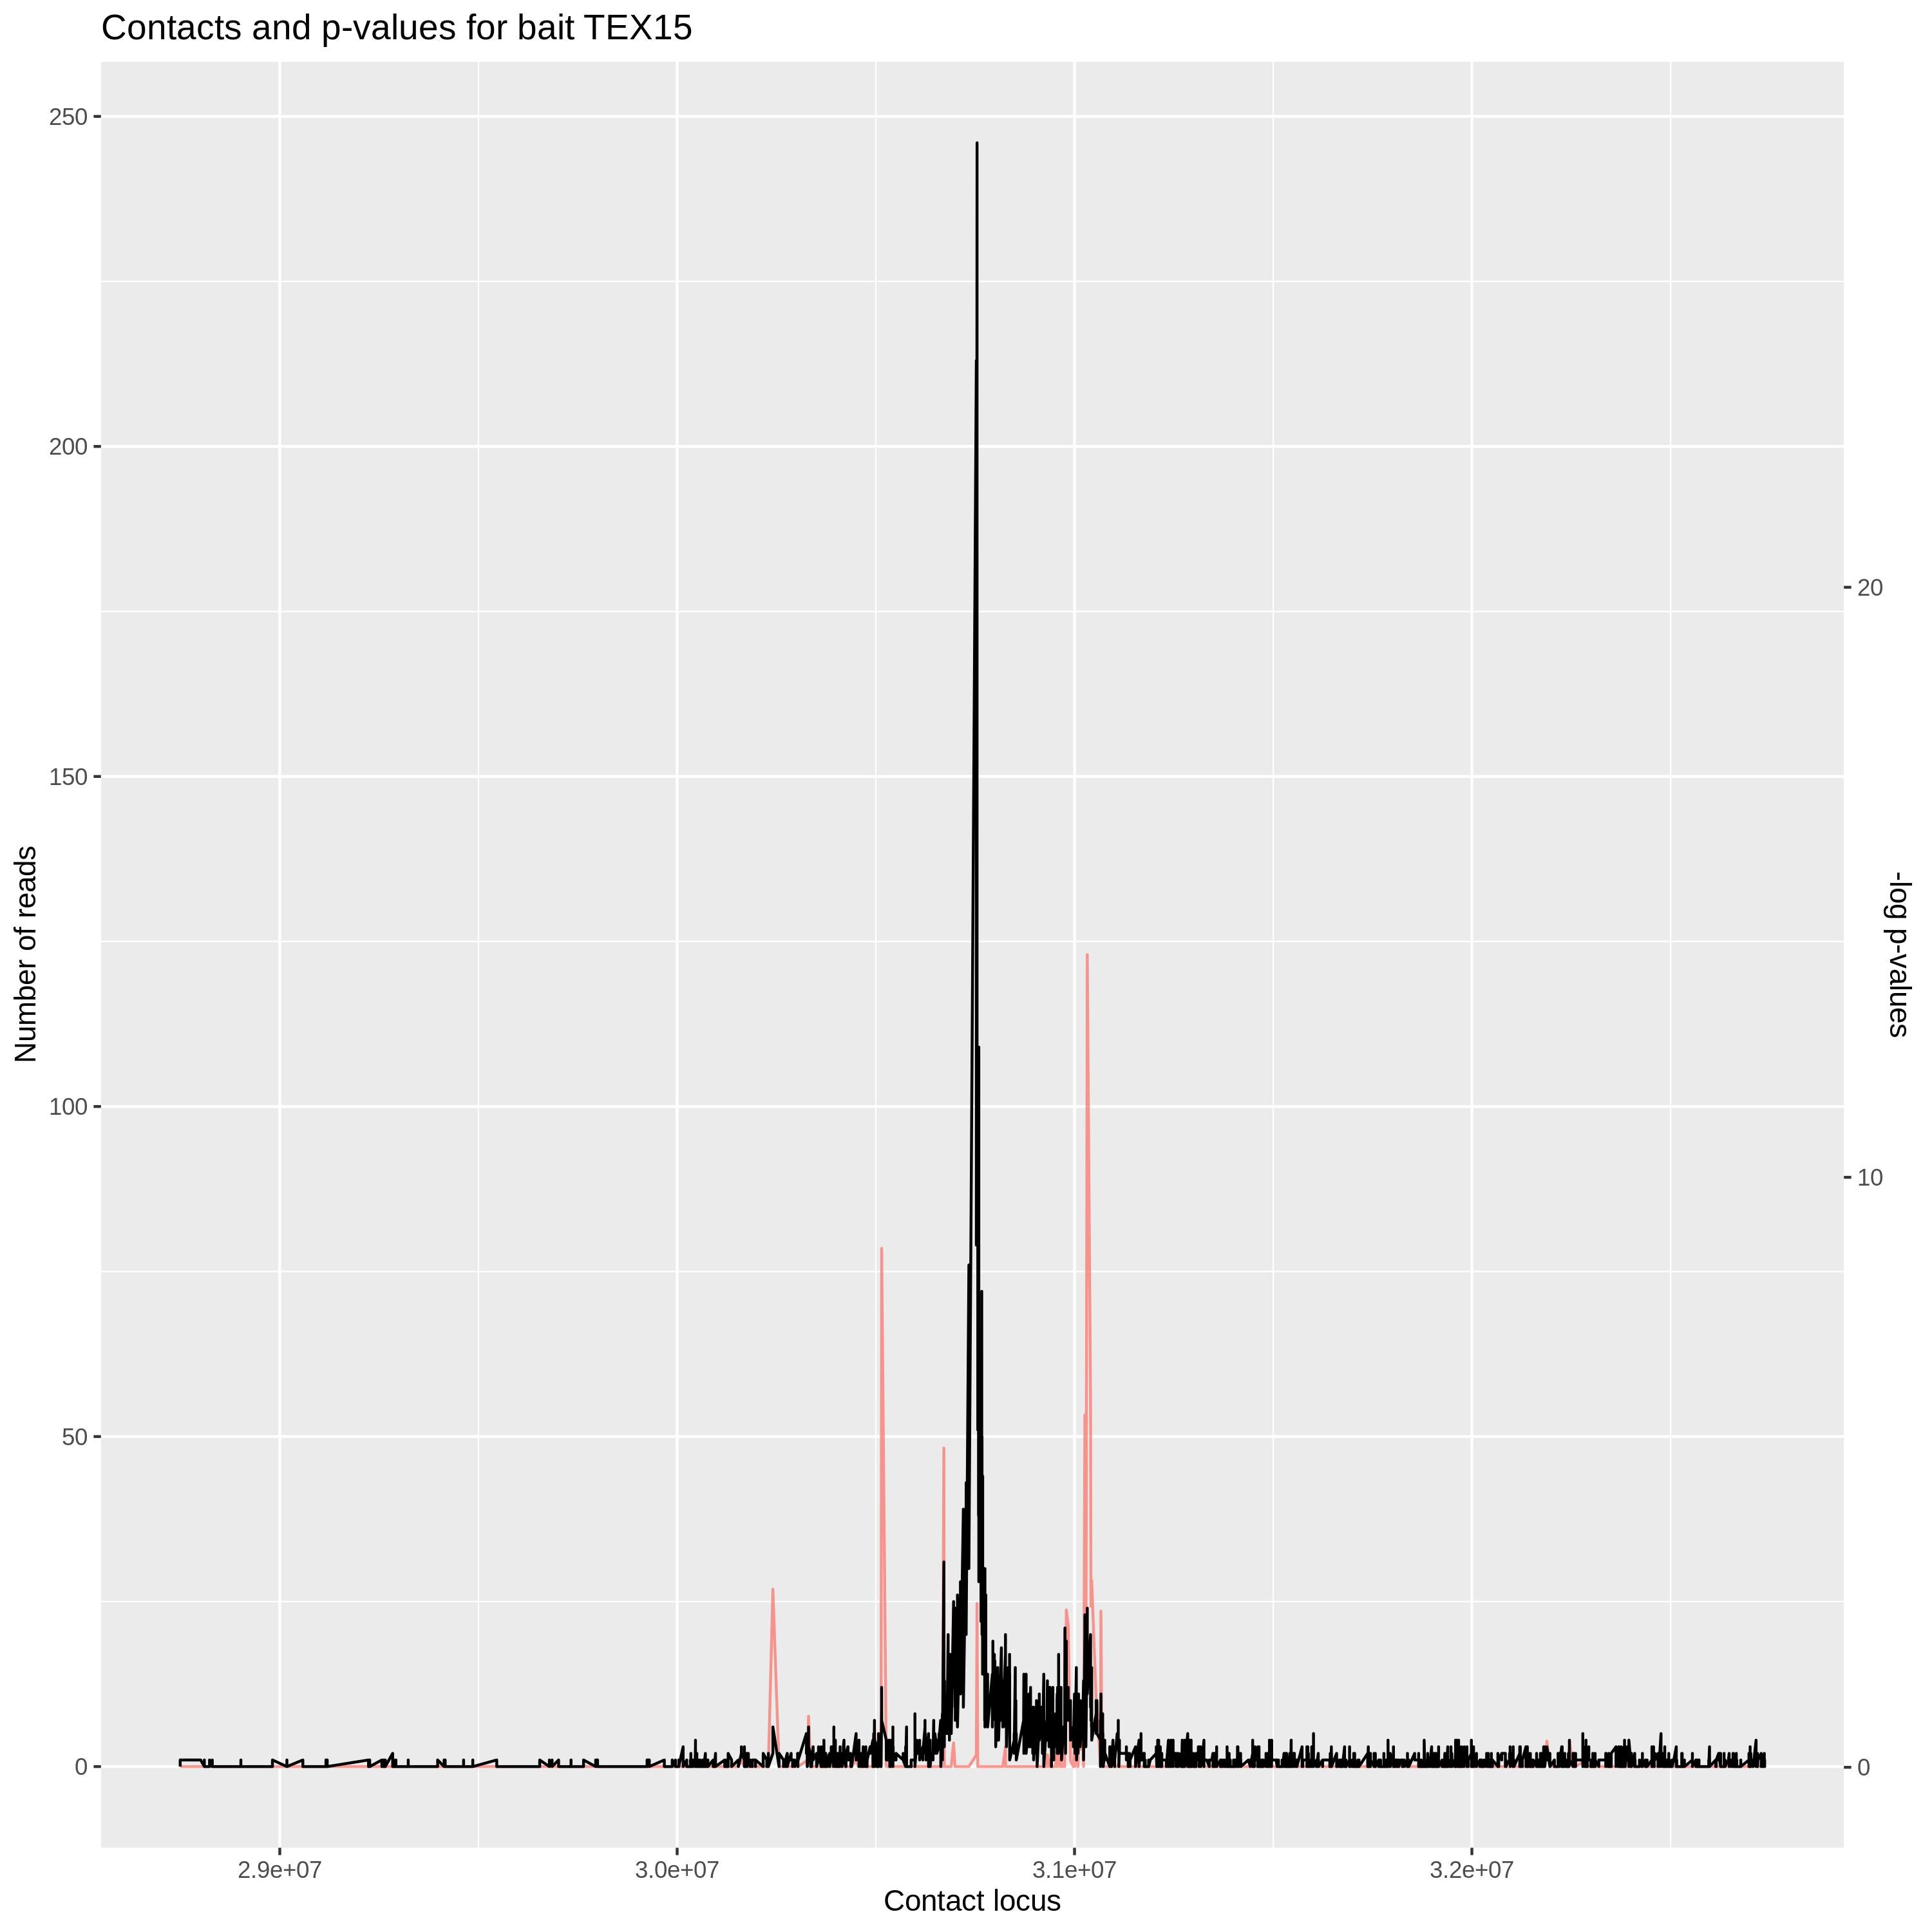 Contacts and p-values for bait TEX15
250
200
150
100
50
0
Number of reads
20
10
0
-log p-values
2.9e+07
3.0e+07
3.1e+07
3.2e+07
Contact locus